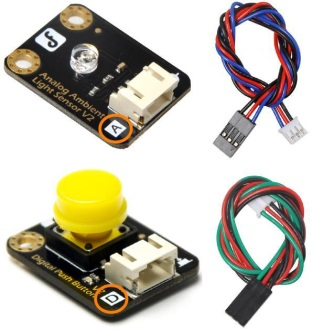 Analog Ambient
Light Sensor V2
A
Digital Push Button
D